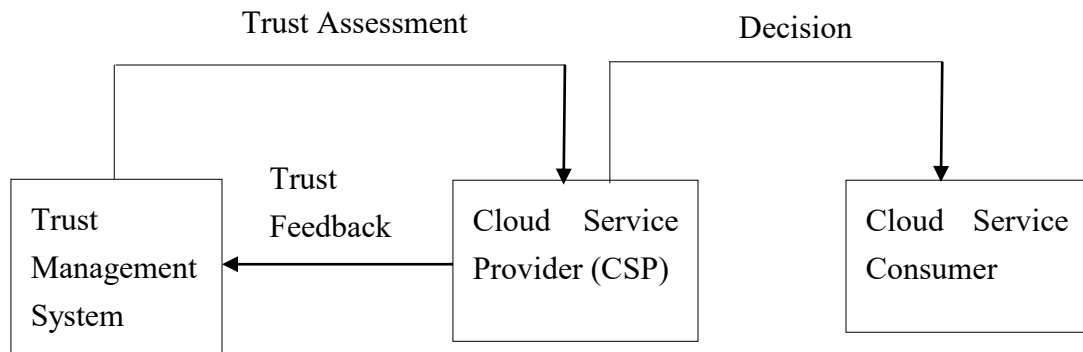 Trust Assessment
Decision
Trust
Feedback
Trust
Management
System
Cloud Service
Provider (CSP)
Cloud Service
Consumer